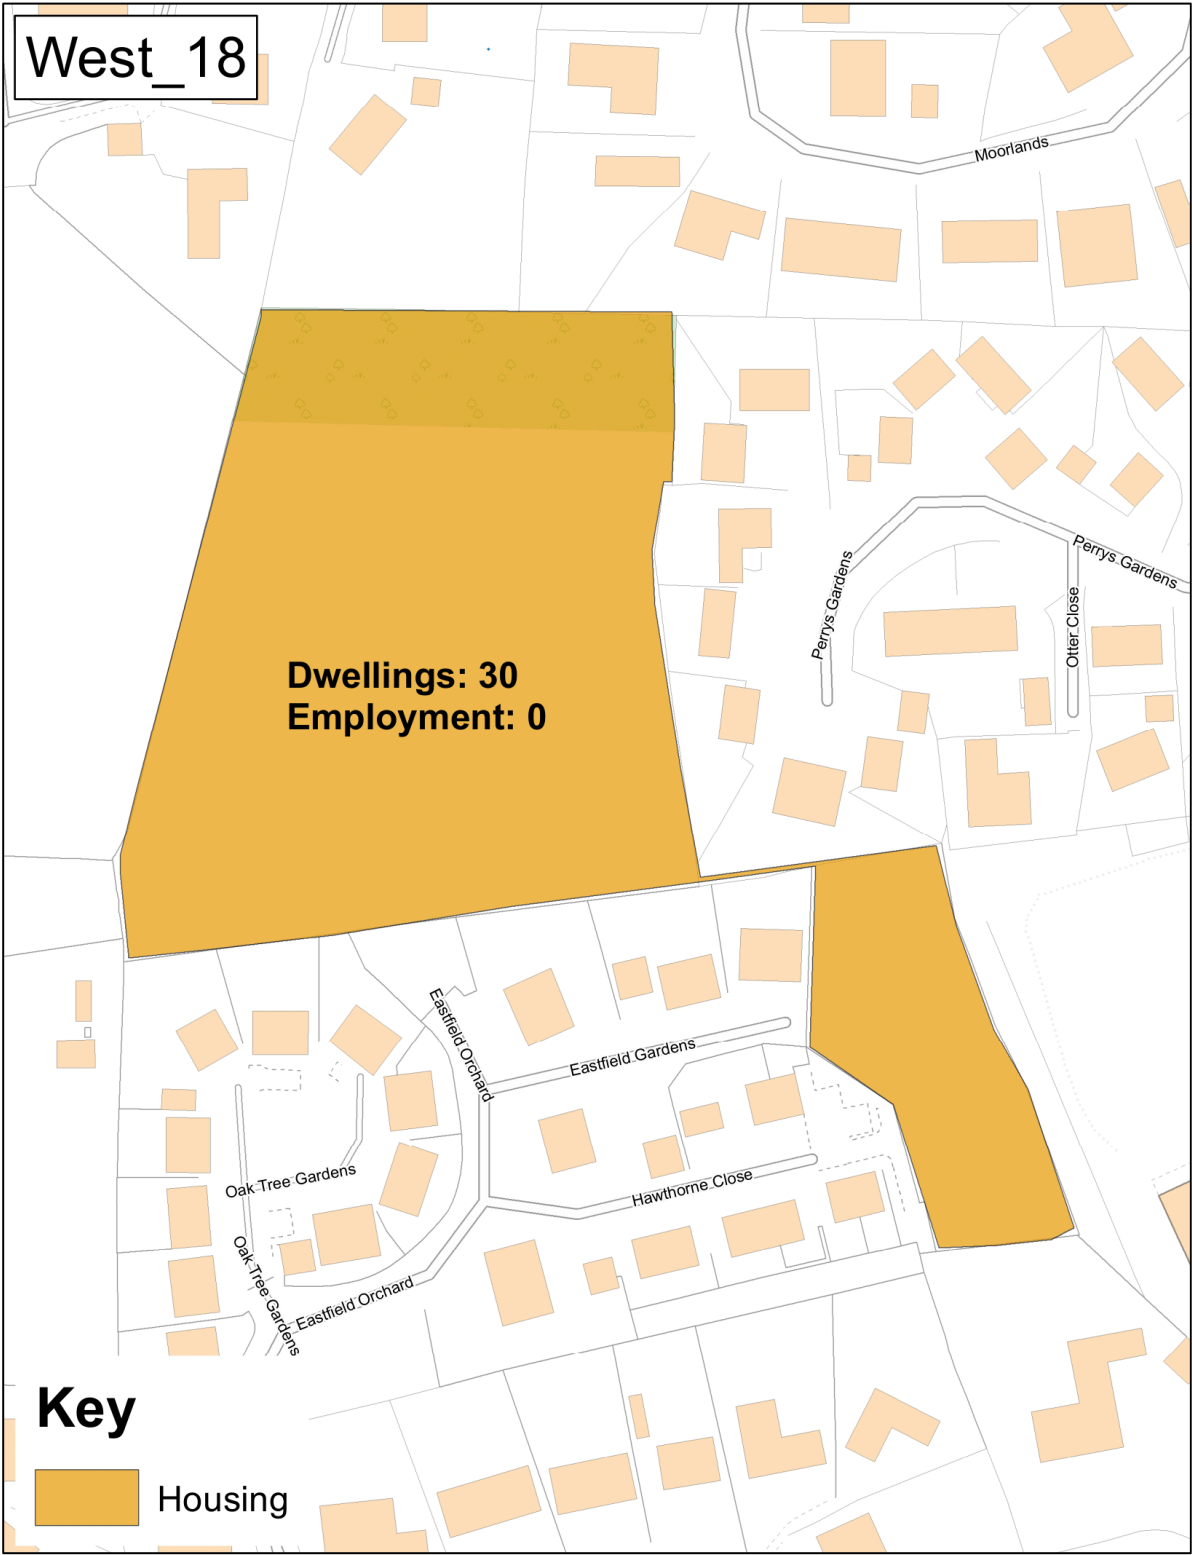 West_18
Moorlands
Perrys Gardens
Perrys Gardens
Otter Close
Dwellings: 30
Employment: 0
Eastfield Orchard
Eastfield Gardens
Oak Tree Gardens
Hawthorne Close
Oak Tree Gardens
Eastfield Orchard
Key
Housing